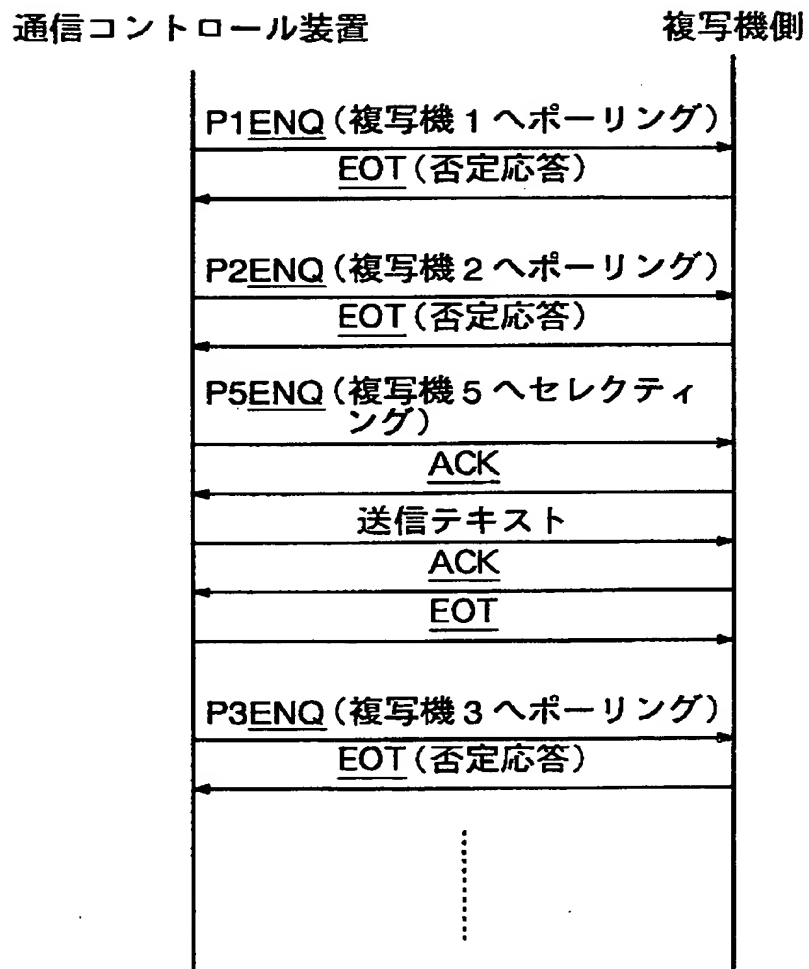 通信コントロール装置 複写機側
P1ENQ(複写機1へポーリング)
EOT(否定応答)
P2ENQ(複写機2へポーリング)
EOT(否定応答)
P5ENQ(複写機5へセレクティ
ング)
ACK
送信テキスト
ACK
EOT
P3ENQ(複写機3へポーリング)
EOT(否定応答)